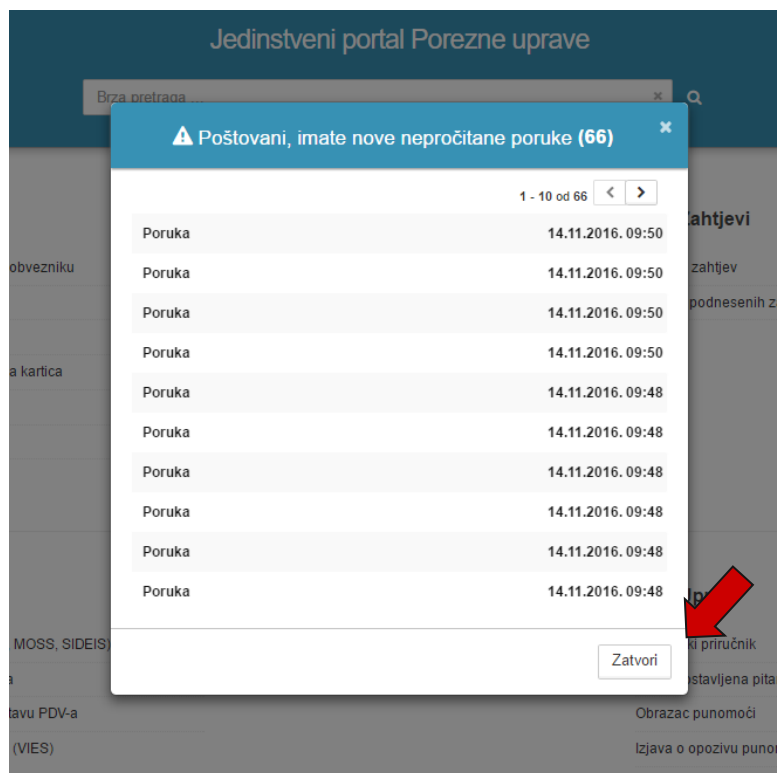 Jedinstveni portal Porezne uprave
Brza pretraga ...
Poštovani, imate nove nepročitane poruke (66)
1 - 10 od 66
Poruka 14.11.2016. 09:50
Poruka 14.11.2016. 09:50
Poruka 14.11.2016. 09:50
Poruka 14.11.2016. 09:50
Poruka 14.11.2016. 09:48
Poruka 14.11.2016. 09:48
Poruka 14.11.2016. 09:48
Poruka 14.11.2016. 09:48
Poruka 14.11.2016. 09:48
Poruka 14.11.2016. 09:48
Zatvori
obvezniku
a kartica
MOSS, SIDEIS)
a
tavu PDV-a
(VIES)
ahtjevi
zahtjev
podnesenih z
ki priručnik
ostavljena pita
Obrazac punomoći
Izjava o opozivu puno